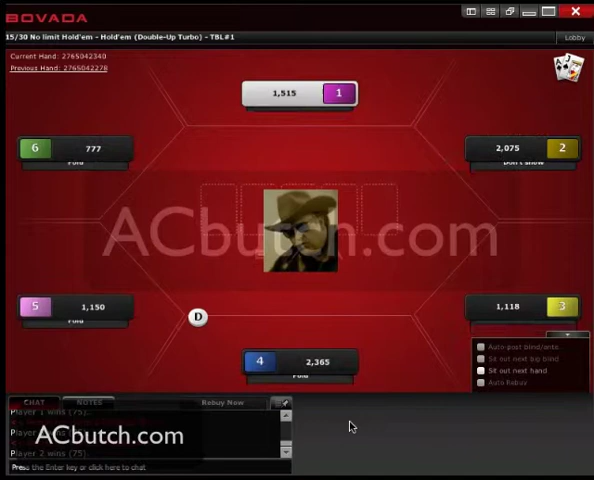 BOVADA
15/30 No limit Hold'em - Hold'em (Double-Up Turbo) - TBL#1
Lobby
Current Hand: 2765042340
Previous Hand: 2765042278
1,515 1
6 777
Fold
2,075 2
Don't show
ACbutch.com
5 1,150
Fold
D
1,118 3
4 2,365
Fold
Auto-post blind/ante
Sit out next big blind
Sit out next hand
Auto Rebuy
CHAT NOTES Rebuy Now
Player 1 wins (75).
ACbutch.com
Player 2 wins (75).
Press the Enter key or click here to chat